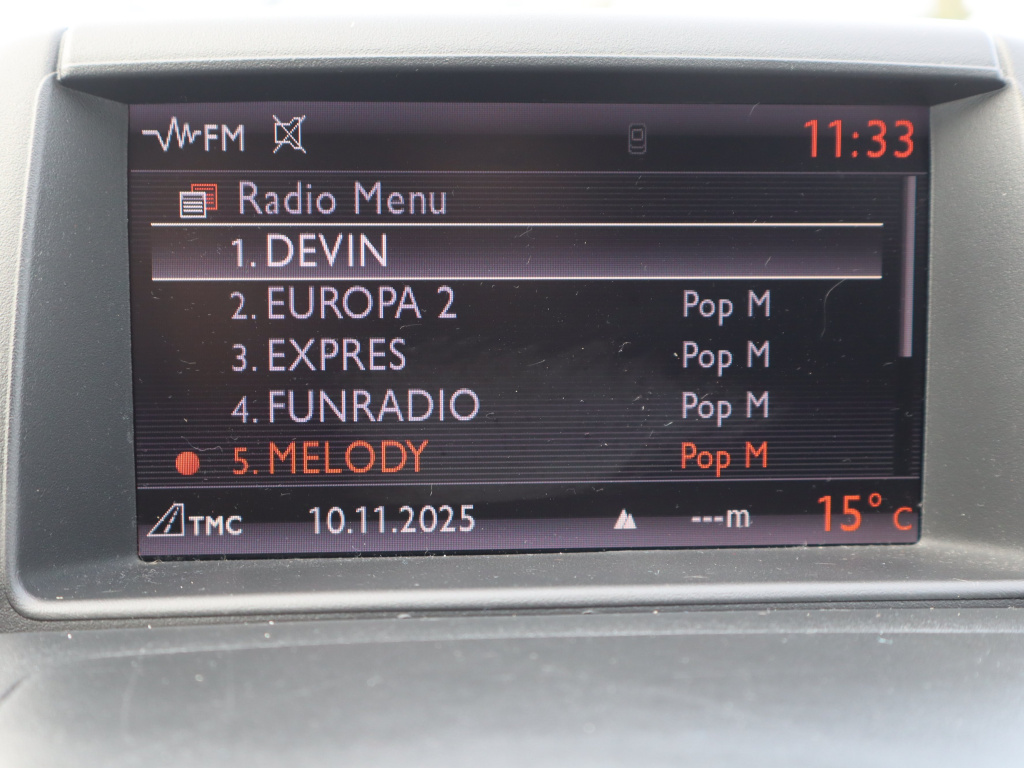 FM 11:33
Radio Menu
1. DEVIN
2. EUROPA 2 Pop M
3. EXPRES Pop M
4. FUNRADIO Pop M
5. MELODY Pop M
TMC 10.11.2025 ---m 15° C